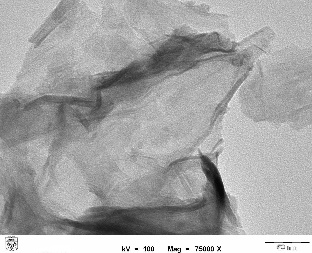 kV = 100 Mag = 75000 X